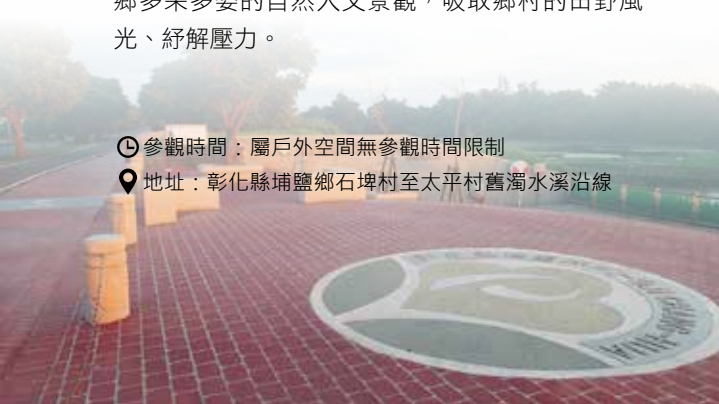 鄉多采多姿的自然人文景觀，吸取鄉村的田野風
光、紓解壓力。
參觀時間：屬戶外空間無參觀時間限制
地址：彰化縣埔鹽鄉石埤村至太平村舊濁水溪沿線
CHANG-HUA